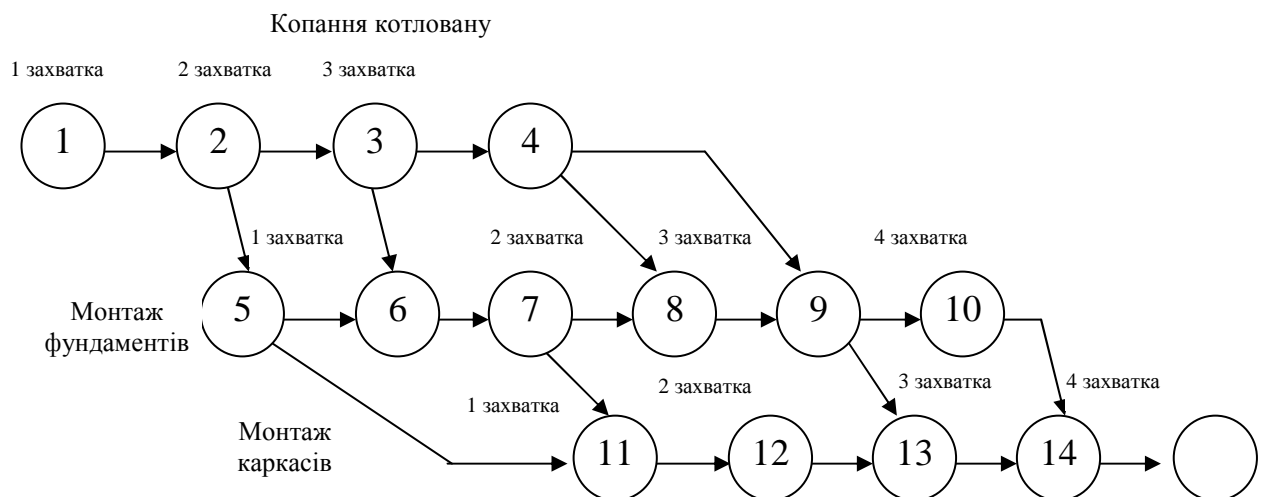 Копання котловану
1 захватка
2 захватка
3 захватка
1
2
3
4
1 захватка
2 захватка
3 захватка
4 захватка
Монтаж
фундаментів
5
6
7
8
9
10
1 захватка
2 захватка
3 захватка
4 захватка
Монтаж
каркасів
11
12
13
14